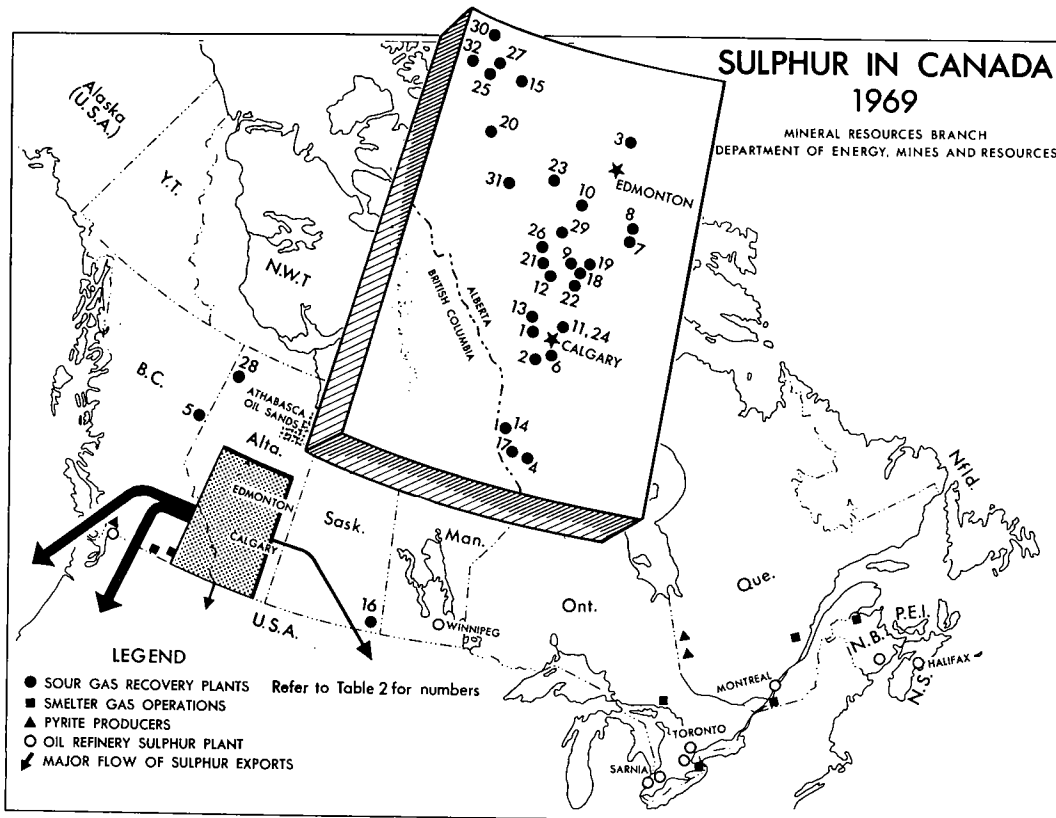 SULPHUR IN CANADA
1969
MINERAL RESOURCES BRANCH
DEPARTMENT OF ENERGY, MINES AND RESOURCES
Alaska
(U.S.A.)
Y.T.
N.W.T
B.C.
28
5
ATHABASCA
OIL SANDS
Alta.
EDMONTON
CALGARY
Sask.
Man.
16
U.S.A.
WINNIPEG
Ont.
Que.
Nfld.
P.E.I.
N.B.
N.S.
HALIFAX
MONTREAL
TORONTO
SARNIA
30
32
27
25
15
20
3
EDMONTON
31
23
10
8
7
29
26
9
19
21
18
12
22
ALBERTA
BRITISH COLUMBIA
13
11, 24
1
CALGARY
2
6
14
17
4
LEGEND
SOUR GAS RECOVERY PLANTS Refer to Table 2 for numbers
SMELTER GAS OPERATIONS
PYRITE PRODUCERS
OIL REFINERY SULPHUR PLANT
MAJOR FLOW OF SULPHUR EXPORTS